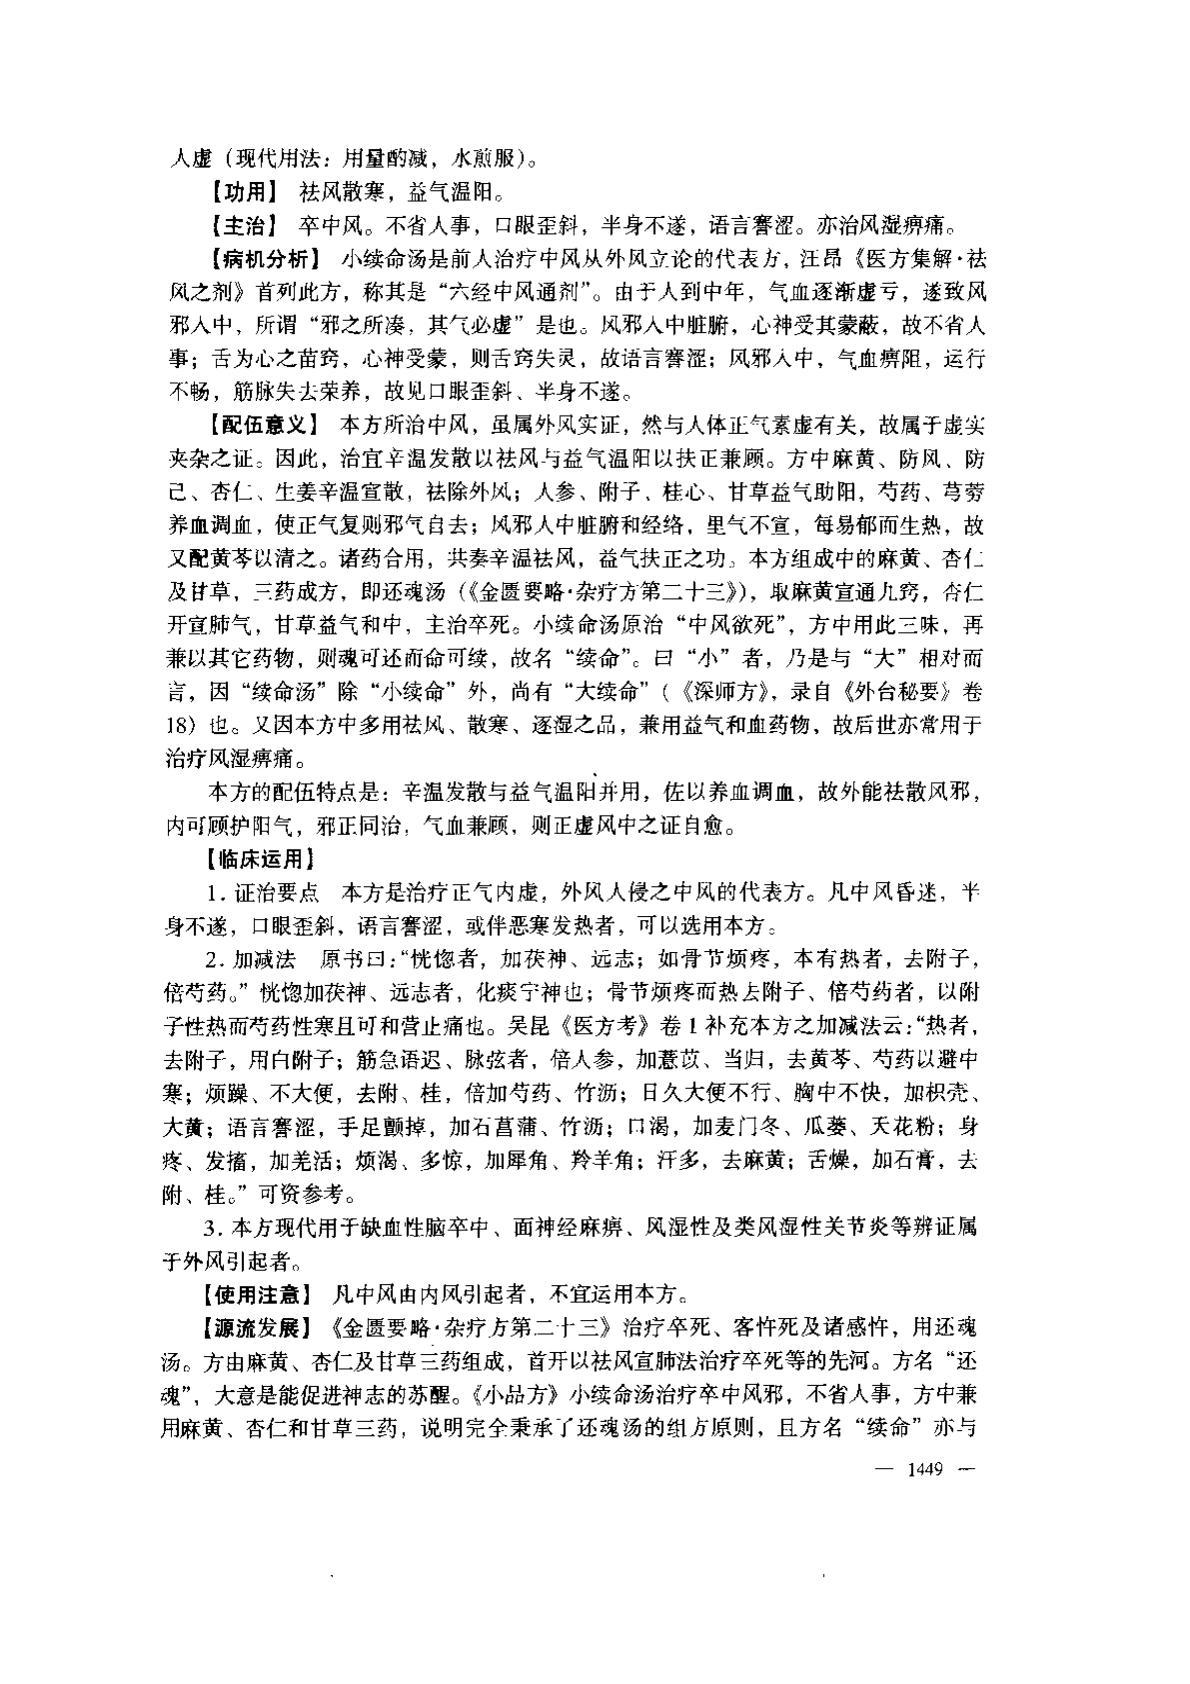 人虚（现代用法：用量酌减，水煎服）。
【功用】 祛风散寒，益气温阳。
【主治】 卒中风。不省人事，口眼歪斜，半身不遂，语言謇涩。亦治风湿痹痛。
【病机分析】 小续命汤是前人治疗中风从外风立论的代表方，汪昂《医方集解·祛
风之剂》首列此方，称其是“六经中风通剂”。由于人到中年，气血逐渐虚亏，遂致风
邪入中，所谓“邪之所凑，其气必虚”是也。风邪入中脏腑，心神受其蒙蔽，故不省人
事；舌为心之苗窍，心神受蒙，则舌窍失灵，故语言謇涩；风邪入中，气血痹阻，运行
不畅，筋脉失去荣养，故见口眼歪斜、半身不遂。
【配伍意义】 本方所治中风，虽属外风实证，然与人体正气素虚有关，故属于虚实
夹杂之证。因此，治宜辛温发散以祛风与益气温阳以扶正兼顾。方中麻黄、防风、防
己、杏仁、生姜辛温宣散，祛除外风；人参、附子、桂心、甘草益气助阳，芍药、芎䓖
养血调血，使正气复则邪气自去；风邪入中脏腑和经络，里气不宣，每易郁而生热，故
又配黄芩以清之。诸药合用，共奏辛温祛风，益气扶正之功。本方组成中的麻黄、杏仁
及甘草，三药成方，即还魂汤（《金匮要略·杂疗方第二十三》），取麻黄宣通九窍，杏仁
开宣肺气，甘草益气和中，主治卒死。小续命汤原治“中风欲死”，方中用此三味，再
兼以其它药物，则魂可还而命可续，故名“续命”。曰“小”者，乃是与“大”相对而
言，因“续命汤”除“小续命”外，尚有“大续命”（《深师方》，录自《外台秘要》卷
18）也。又因本方中多用祛风、散寒、逐湿之品，兼用益气和血药物，故后世亦常用于
治疗风湿痹痛。
本方的配伍特点是：辛温发散与益气温阳并用，佐以养血调血，故外能祛散风邪，
内可顾护阳气，邪正同治，气血兼顾，则正虚风中之证自愈。
【临床运用】
1．证治要点 本方是治疗正气内虚，外风入侵之中风的代表方。凡中风昏迷，半
身不遂，口眼歪斜，语言謇涩，或伴恶寒发热者，可以选用本方。
2．加减法 原书曰：“恍惚者，加茯神、远志；如骨节烦疼，本有热者，去附子，
倍芍药。”恍惚加茯神、远志者，化痰宁神也；骨节烦疼而热去附子、倍芍药者，以附
子性热而芍药性寒且可和营止痛也。吴昆《医方考》卷1补充本方之加减法云：“热者，
去附子，用白附子；筋急语迟、脉弦者，倍人参，加薏苡、当归，去黄芩、芍药以避中
寒；烦躁、不大便，去附、桂，倍加芍药、竹沥；日久大便不行、胸中不快，加枳壳、
大黄；语言謇涩，手足颤掉，加石菖蒲、竹沥；口渴，加麦门冬、瓜蒌、天花粉；身
疼、发搐，加羌活；烦渴、多惊，加犀角、羚羊角；汗多，去麻黄；舌燥，加石膏，去
附、桂。”可资参考。
3．本方现代用于缺血性脑卒中、面神经麻痹、风湿性及类风湿性关节炎等辨证属
于外风引起者。
【使用注意】 凡中风由内风引起者，不宜运用本方。
【源流发展】《金匮要略·杂疗方第二十三》治疗卒死、客忤死及诸感忤，用还魂
汤。方由麻黄、杏仁及甘草三药组成，首开以祛风宣肺法治疗卒死等的先河。方名“还
魂”，大意是能促进神志的苏醒。《小品方》小续命汤治疗卒中风邪，不省人事，方中兼
用麻黄、杏仁和甘草三药，说明完全秉承了还魂汤的组方原则，且方名“续命”亦与
— 1449 —